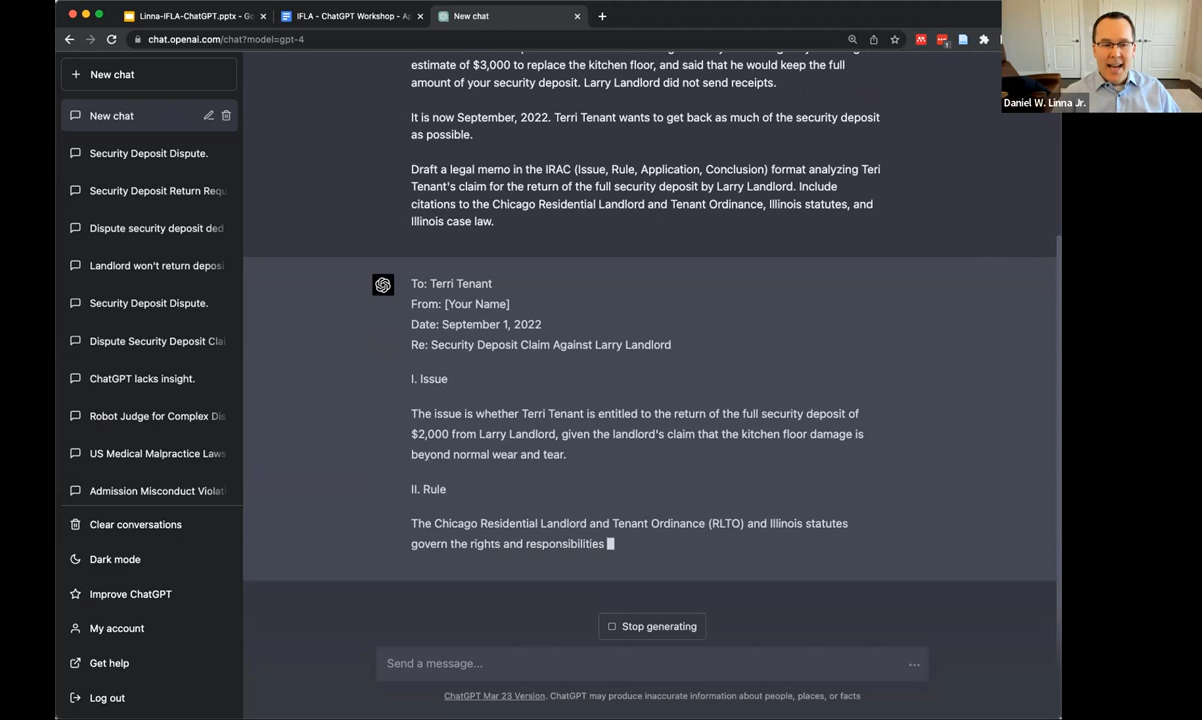 Linna-IFLA-ChatGPT.pptx - Go
IFLA - ChatGPT Workshop - Ap
New chat
chat.openai.com/chat?model=gpt-4
Daniel W. Linna Jr.
New chat
New chat
Security Deposit Dispute.
Security Deposit Return Requ
Dispute security deposit ded
Landlord won't return deposi
Security Deposit Dispute.
Dispute Security Deposit Clai
ChatGPT lacks insight.
Robot Judge for Complex Dis
US Medical Malpractice Laws
Admission Misconduct Violat
Clear conversations
Dark mode
Improve ChatGPT
My account
Get help
Log out
estimate of $3,000 to replace the kitchen floor, and said that he would keep the full
amount of your security deposit. Larry Landlord did not send receipts.
It is now September, 2022. Terri Tenant wants to get back as much of the security deposit
as possible.
Draft a legal memo in the IRAC (Issue, Rule, Application, Conclusion) format analyzing Teri
Tenant's claim for the return of the full security deposit by Larry Landlord. Include
citations to the Chicago Residential Landlord and Tenant Ordinance, Illinois statutes, and
Illinois case law.
To: Terri Tenant
From: [Your Name]
Date: September 1, 2022
Re: Security Deposit Claim Against Larry Landlord
I. Issue
The issue is whether Terri Tenant is entitled to the return of the full security deposit of
$2,000 from Larry Landlord, given the landlord's claim that the kitchen floor damage is
beyond normal wear and tear.
II. Rule
The Chicago Residential Landlord and Tenant Ordinance (RLTO) and Illinois statutes
govern the rights and responsibilities
Stop generating
Send a message...
ChatGPT Mar 23 Version. ChatGPT may produce inaccurate information about people, places, or facts